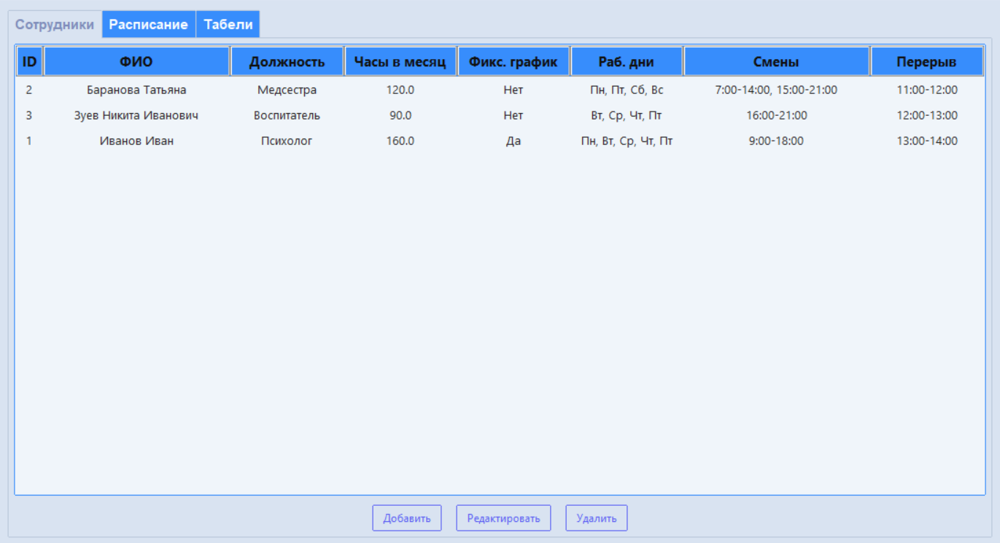 Сотрудники Расписание Табели
ID ФИО Должность Часы в месяц Фикс. график Раб. дни Смены Перерыв
2 Баранова Татьяна Медсестра 120.0 Нет Пн, Пт, Сб, Вс 7:00-14:00, 15:00-21:00 11:00-12:00
3 Зуев Никита Иванович Воспитатель 90.0 Нет Вт, Ср, Чт, Пт 16:00-21:00 12:00-13:00
1 Иванов Иван Психолог 160.0 Да Пн, Вт, Ср, Чт, Пт 9:00-18:00 13:00-14:00
Добавить Редактировать Удалить